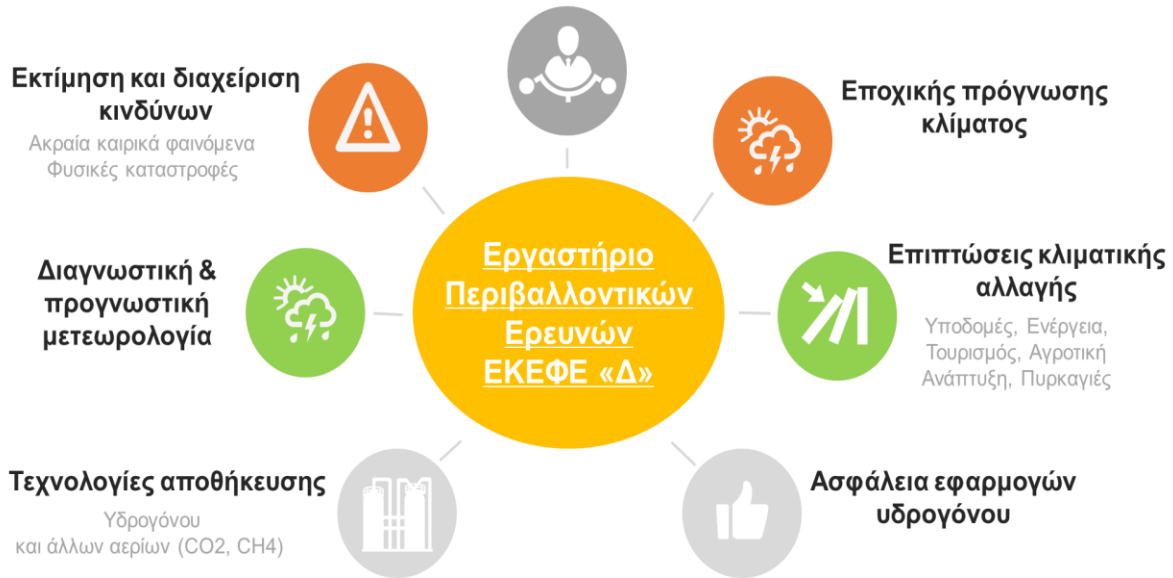 Εκτίμηση και διαχείριση
κινδύνων
Ακραία καιρικά φαινόμενα
Φυσικές καταστροφές
Εποχικής πρόγνωσης
κλίματος
Διαγνωστική &
προγνωστική
μετεωρολογία
Εργαστήριο
Περιβαλλοντικών
Ερευνών
ΕΚΕΦΕ «Δ»
Επιπτώσεις κλιματικής
αλλαγής
Υποδομές, Ενέργεια,
Τουρισμός, Αγροτική
Ανάπτυξη, Πυρκαγιές
Τεχνολογίες αποθήκευσης
Υδρογόνου
και άλλων αερίων (CO2, CH4)
Ασφάλεια εφαρμογών
υδρογόνου